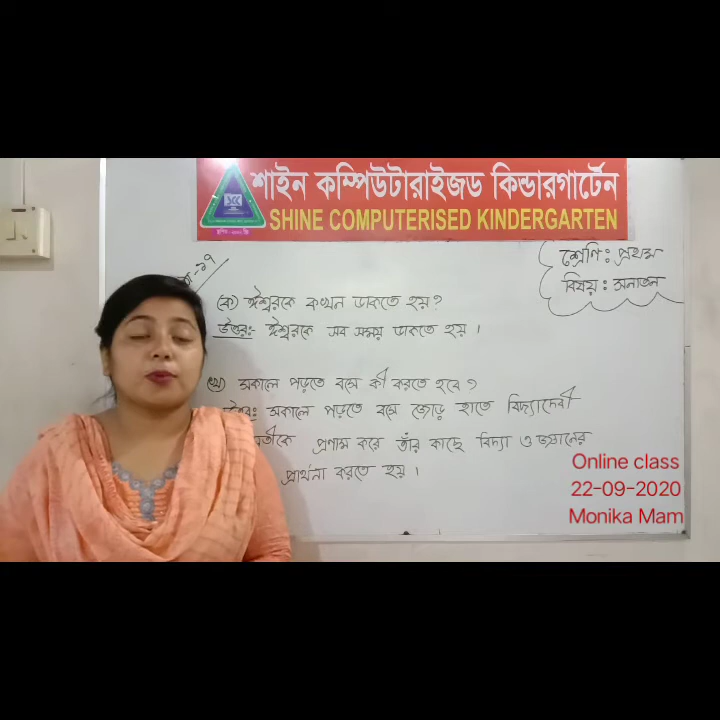 শাইন কম্পিউটারাইজড কিন্ডারগার্টেন
SHINE COMPUTERISED KINDERGARTEN
শ্রেণি: প্রথম
বিষয়: সনাতন
(ক) ঈশ্বরকে কখন ডাকতে হয়?
উত্তর:- ঈশ্বরকে সব সময় ডাকতে হয়।
(খ) সকালে পড়তে বসে কী করতে হবে?
সকালে পড়তে বসে জোড় হাতে বিদ্যাদেবী
প্রণাম করে তাঁর কাছে বিদ্যা ও জ্ঞানের
প্রার্থনা করতে হয়।
Online class
22-09-2020
Monika Mam